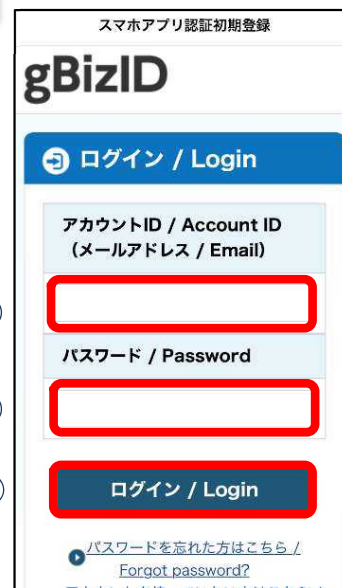 スマホアプリ認証初期登録
gBizID
ログイン / Login
アカウントID / Account ID
（メールアドレス / Email）
パスワード / Password
ログイン / Login
パスワードを忘れた方はこちら /
Forgot password?